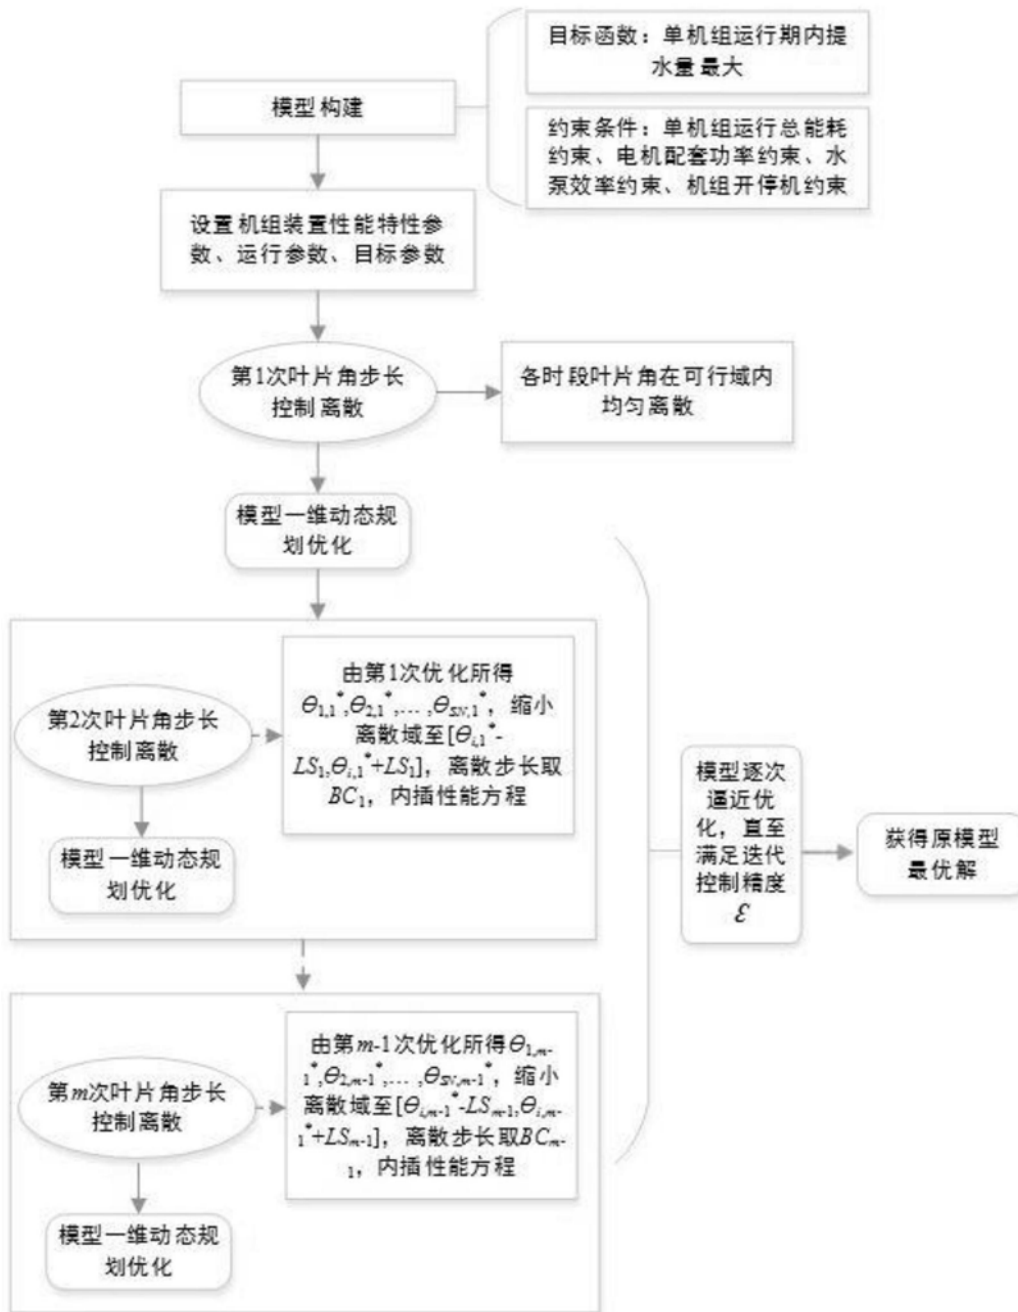 目标函数：单机组运行期内提
水量最大
模型构建
约束条件：单机组运行总能耗
约束、电机配套功率约束、水
泵效率约束、机组开停机约束
设置机组装置性能特性参
数、运行参数、目标参数
第1次叶片角步长
控制离散
各时段叶片角在可行域内
均匀离散
模型一维动态规
划优化
第2次叶片角步长
控制离散
由第1次优化所得
Θ1,1*,Θ2,1*,…,ΘSN,1*，缩小
离散域至[Θi,1*-
LS1,Θi,1*+LS1]，离散步长取
BC1，内插性能方程
模型一维动态规
划优化
模型逐次
逼近优
化，直至
满足迭代
控制精度
ε
获得原模型
最优解
第m次叶片角步长
控制离散
由第m-1次优化所得Θ1,m-
1*,Θ2,m-1*,…,ΘSN,m-1*，缩小
离散域至[Θi,m-1*-LSm-1,Θi,m-
1*+LSm-1]，离散步长取BCm-
1，内插性能方程
模型一维动态规
划优化